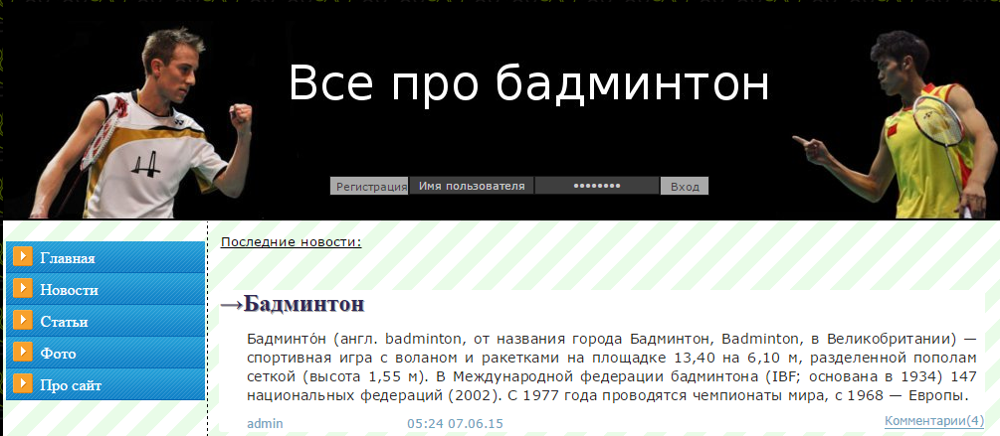 Все про бадминтон
Регистрация Имя пользователя •••••••• Вход
Последние новости:
Главная
Новости
Статьи
Фото
Про сайт
→Бадминтон
Бадминто́н (англ. badminton, от названия города Бадминтон, Badminton, в Великобритании) —
спортивная игра с воланом и ракетками на площадке 13,40 на 6,10 м, разделенной пополам
сеткой (высота 1,55 м). В Международной федерации бадминтона (IBF; основана в 1934) 147
национальных федераций (2002). С 1977 года проводятся чемпионаты мира, с 1968 — Европы.
admin 05:24 07.06.15 Комментарии(4)